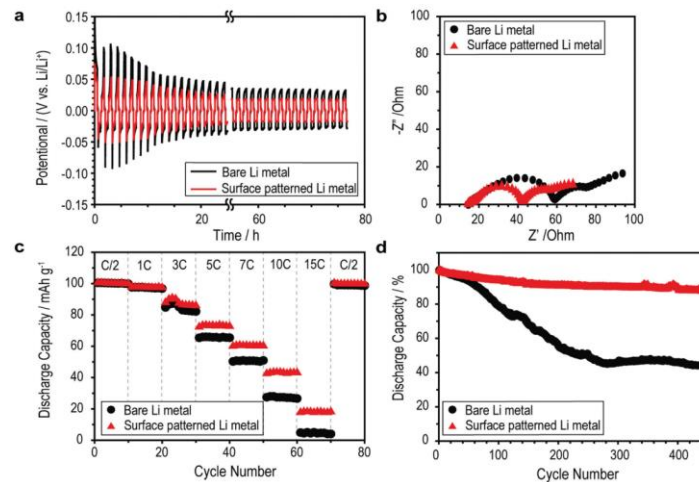 a
0.15
0.10
0.05
0.00
-0.05
-0.10
-0.15
Potentional / (V vs. Li/Li⁺)
Bare Li metal
Surface patterned Li metal
0 20 40 60 80
Time / h
b
100
80
60
40
20
0
-Z" /Ohm
Bare Li metal
Surface patterned Li metal
0 20 40 60 80 100
Z' /Ohm
c
120
100
80
60
40
20
0
Discharge Capacity / mAh g⁻¹
C/2 1C 3C 5C 7C 10C 15C C/2
Bare Li metal
Surface patterned Li metal
0 20 40 60 80
Cycle Number
d
100
80
60
40
20
0
Discharge Capacity / %
Bare Li metal
Surface patterned Li metal
0 100 200 300 400
Cycle Number